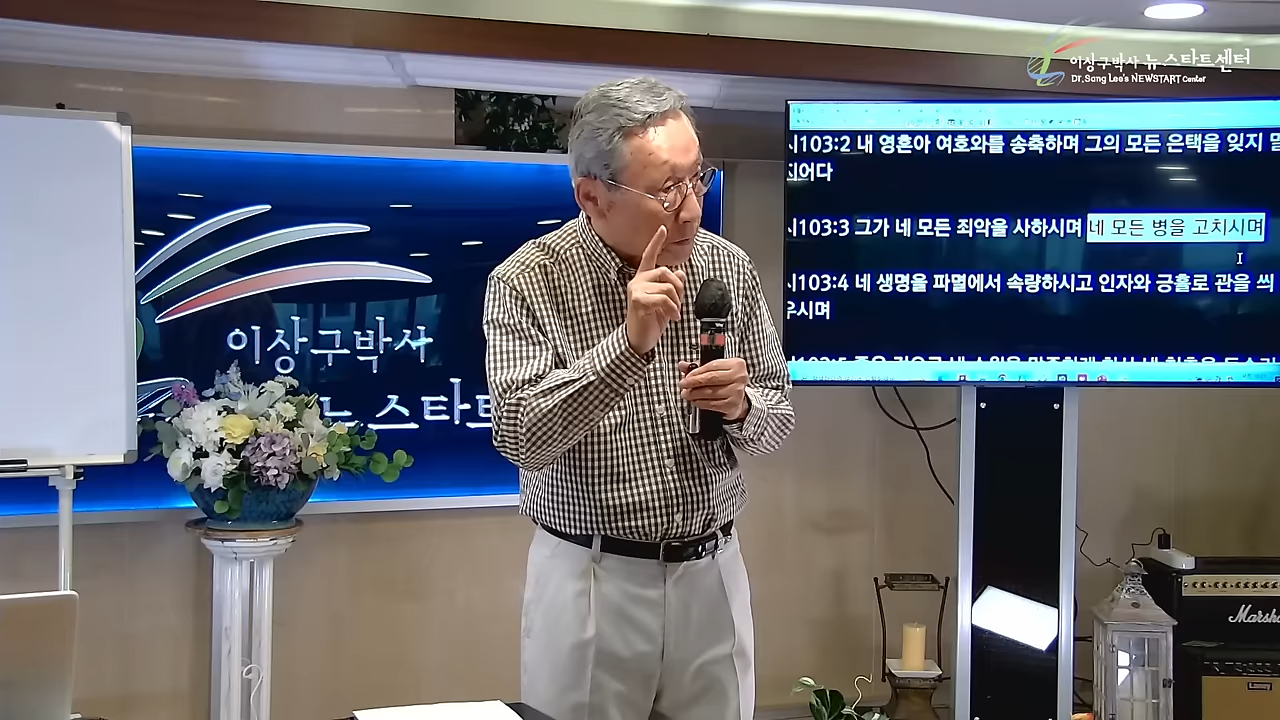 이상구박사 뉴스타트센터
Dr. Sang Lee's NEWSTART Center
시103:2 내 영혼아 여호와를 송축하며 그의 모든 은택을 잊지 말
지어다
시103:3 그가 네 모든 죄악을 사하시며 네 모든 병을 고치시며
시103:4 네 생명을 파멸에서 속량하시고 인자와 긍휼로 관을 씌
우시며
이상구박사
뉴스타트
Marsha